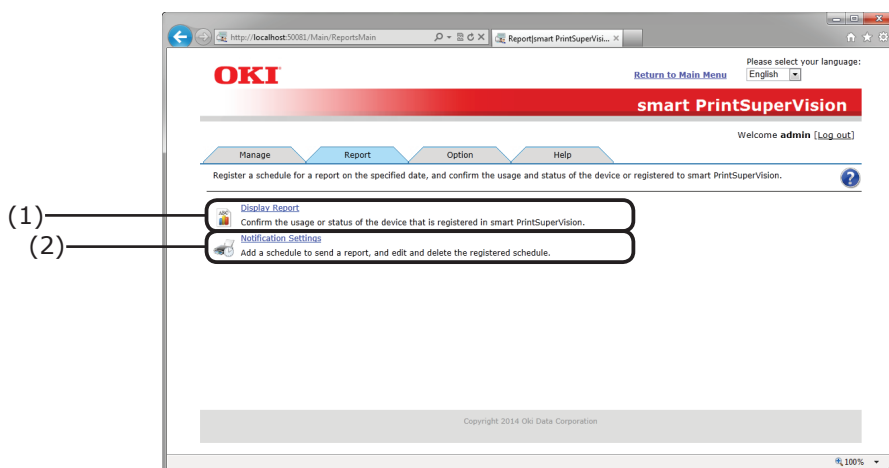 http://localhost:50081/Main/ReportsMain
Report|smart PrintSuperVisi...
OKI
Please select your language:
Return to Main Menu
English
smart PrintSuperVision
Welcome admin [Log out]
Manage
Report
Option
Help
Register a schedule for a report on the specified date, and confirm the usage and status of the device or registered to smart PrintSuperVision.
?
(1)
Display Report
Confirm the usage or status of the device that is registered in smart PrintSuperVision.
(2)
Notification Settings
Add a schedule to send a report, and edit and delete the registered schedule.
Copyright 2014 Oki Data Corporation
100%